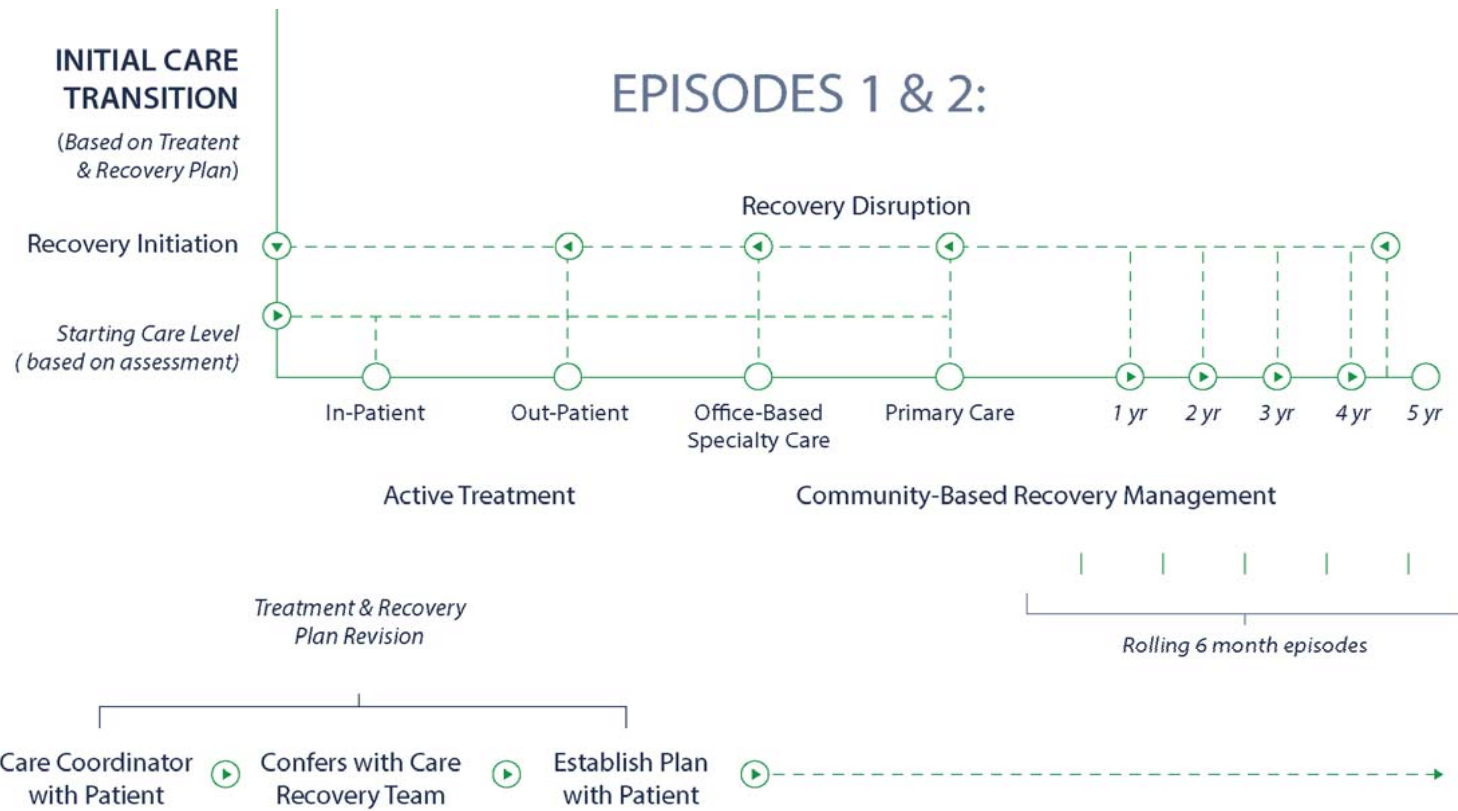 INITIAL CARE
TRANSITION
(Based on Treatent
& Recovery Plan)
EPISODES 1 & 2:
Recovery Disruption
Recovery Initiation
Starting Care Level
( based on assessment)
In-Patient
Out-Patient
Office-Based
Specialty Care
Primary Care
1 yr
2 yr
3 yr
4 yr
5 yr
Active Treatment
Community-Based Recovery Management
Treatment & Recovery
Plan Revision
Rolling 6 month episodes
Care Coordinator
with Patient
Confers with Care
Recovery Team
Establish Plan
with Patient